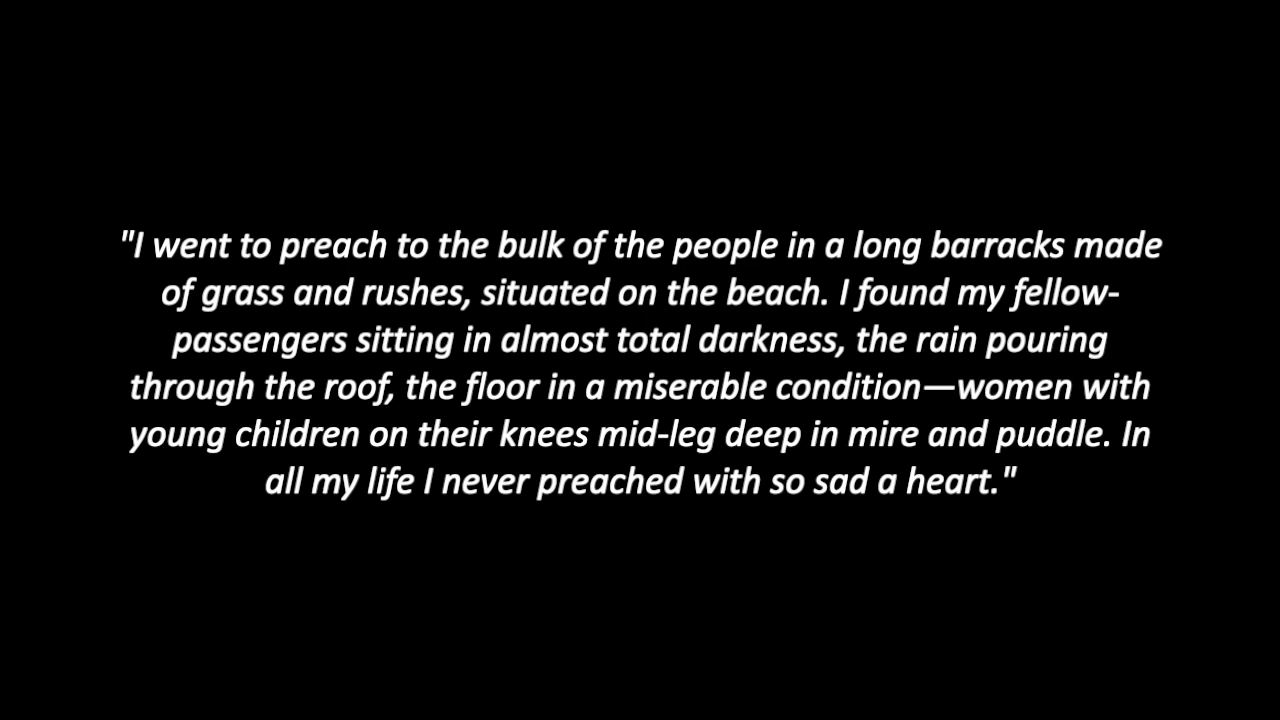 "I went to preach to the bulk of the people in a long barracks made
of grass and rushes, situated on the beach. I found my fellow-
passengers sitting in almost total darkness, the rain pouring
through the roof, the floor in a miserable condition—women with
young children on their knees mid-leg deep in mire and puddle. In
all my life I never preached with so sad a heart."